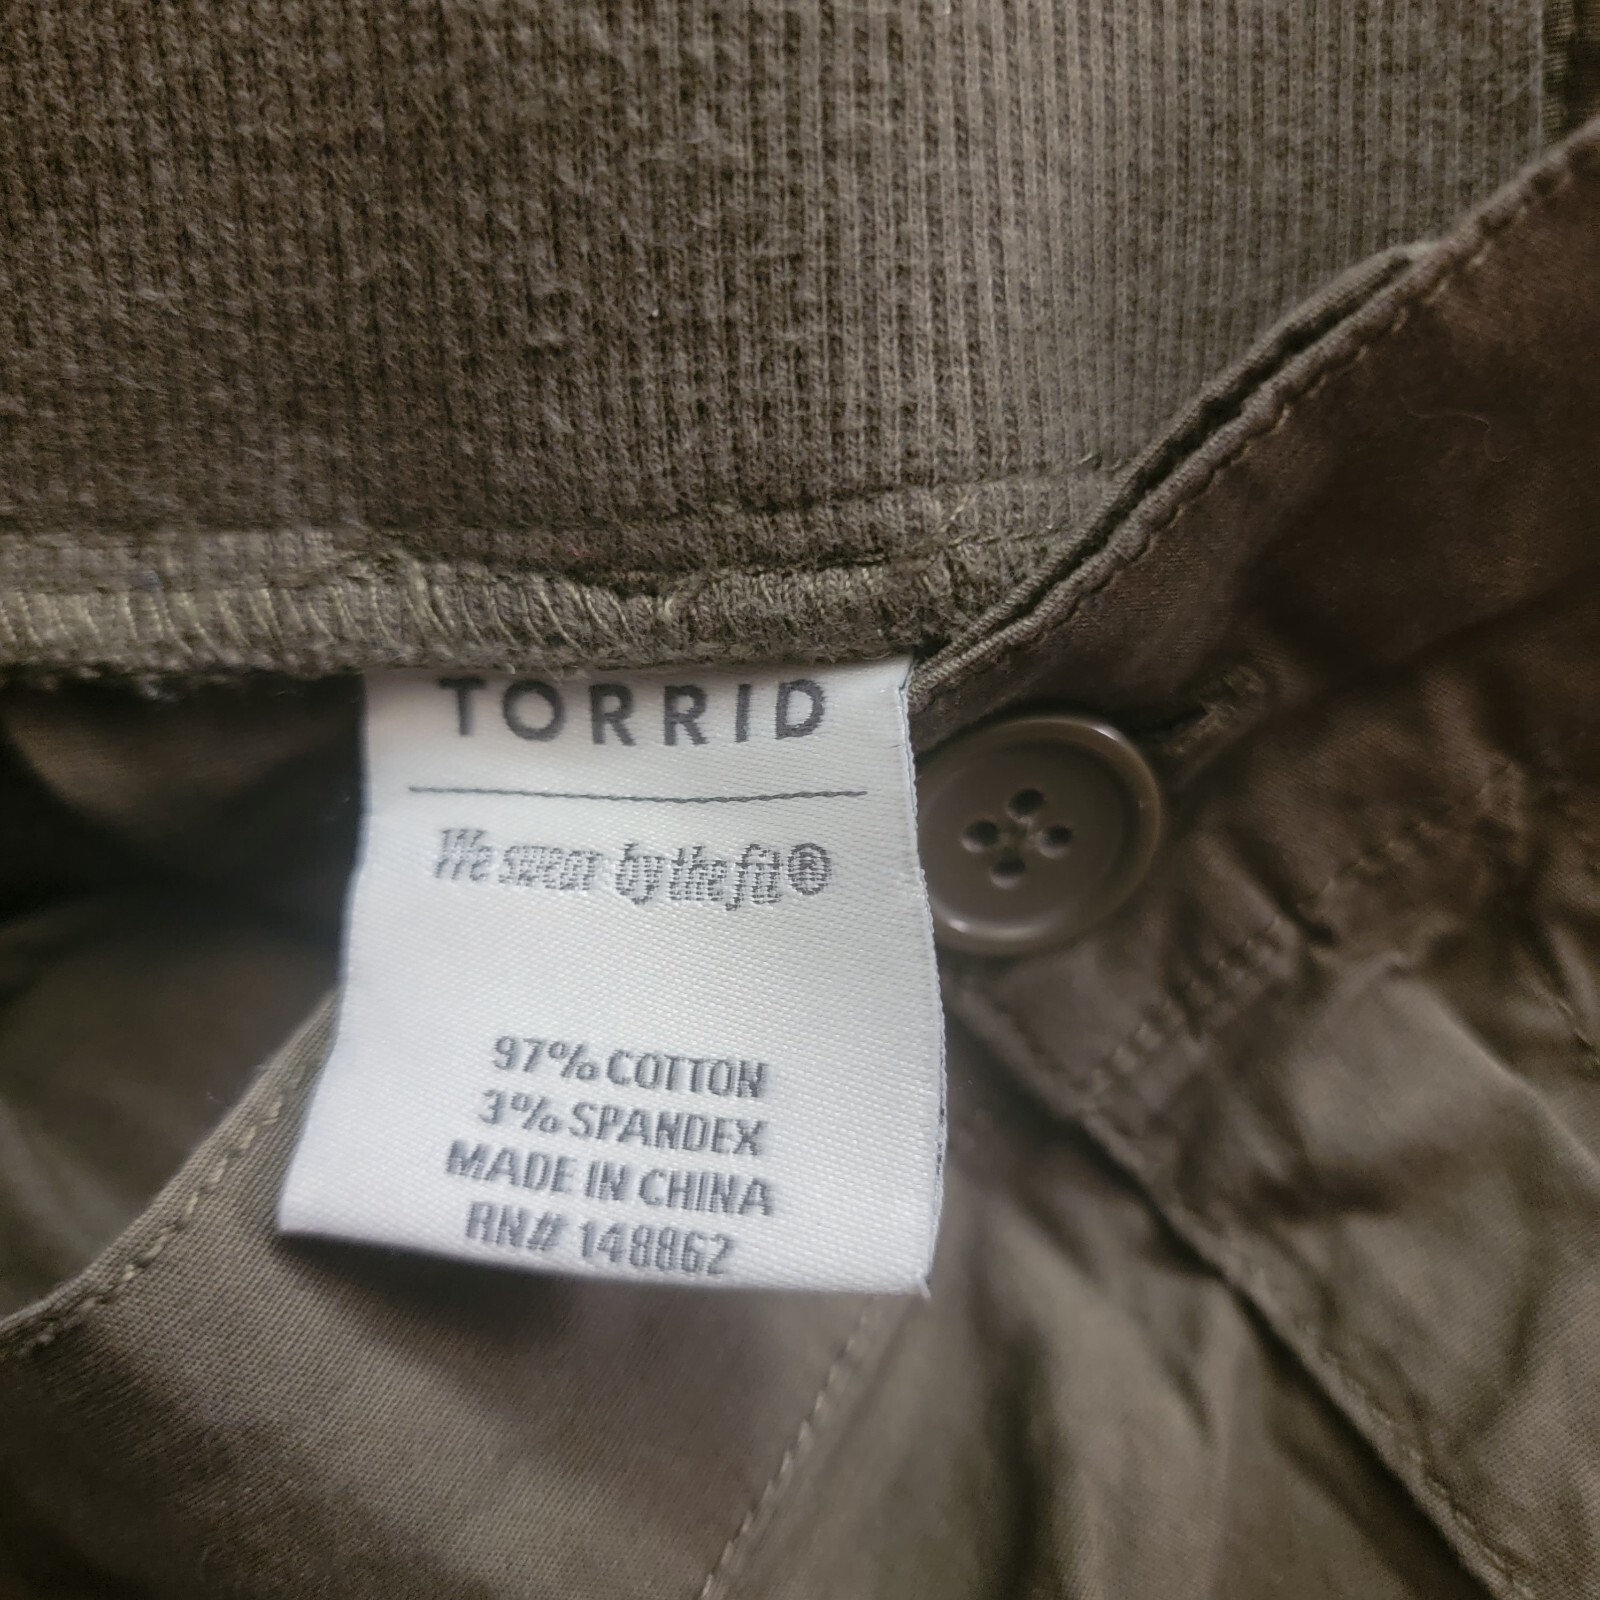 TORRID
We swear by the fit®
97% COTTON
3% SPANDEX
MADE IN CHINA
RN# 148862